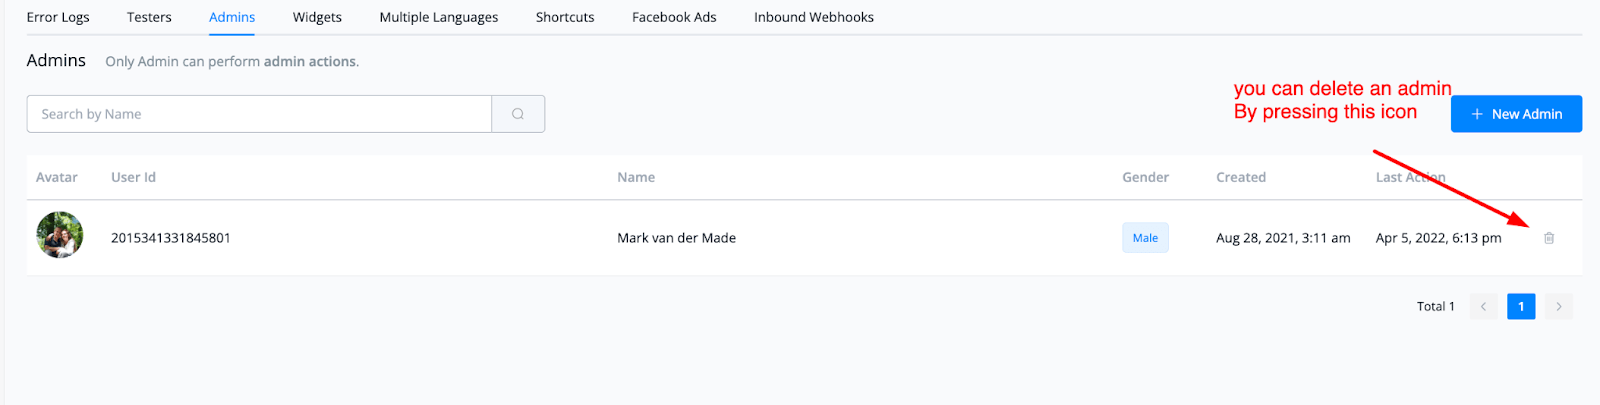 Error Logs Testers Admins Widgets Multiple Languages Shortcuts Facebook Ads Inbound Webhooks
Admins Only Admin can perform admin actions.
you can delete an admin
By pressing this icon
Search by Name
+ New Admin
Avatar User Id Name Gender Created Last Action
2015341331845801 Mark van der Made Male Aug 28, 2021, 3:11 am Apr 5, 2022, 6:13 pm
Total 1 < 1 >